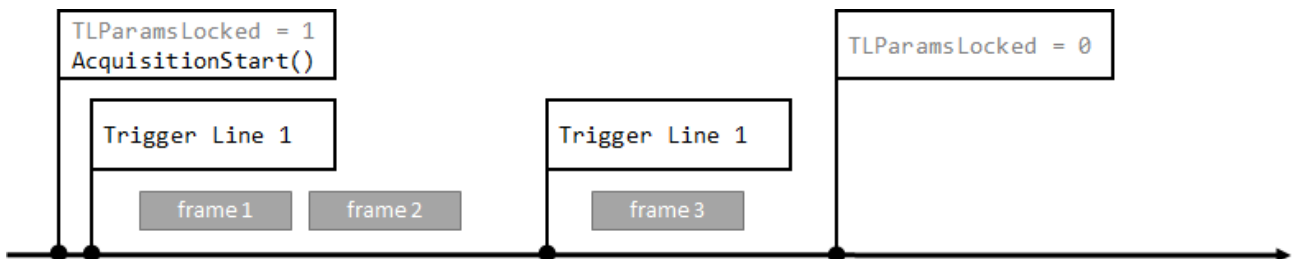 TLParamsLocked = 1
AcquisitionStart()
TLParamsLocked = 0
Trigger Line 1
Trigger Line 1
frame 1
frame 2
frame 3